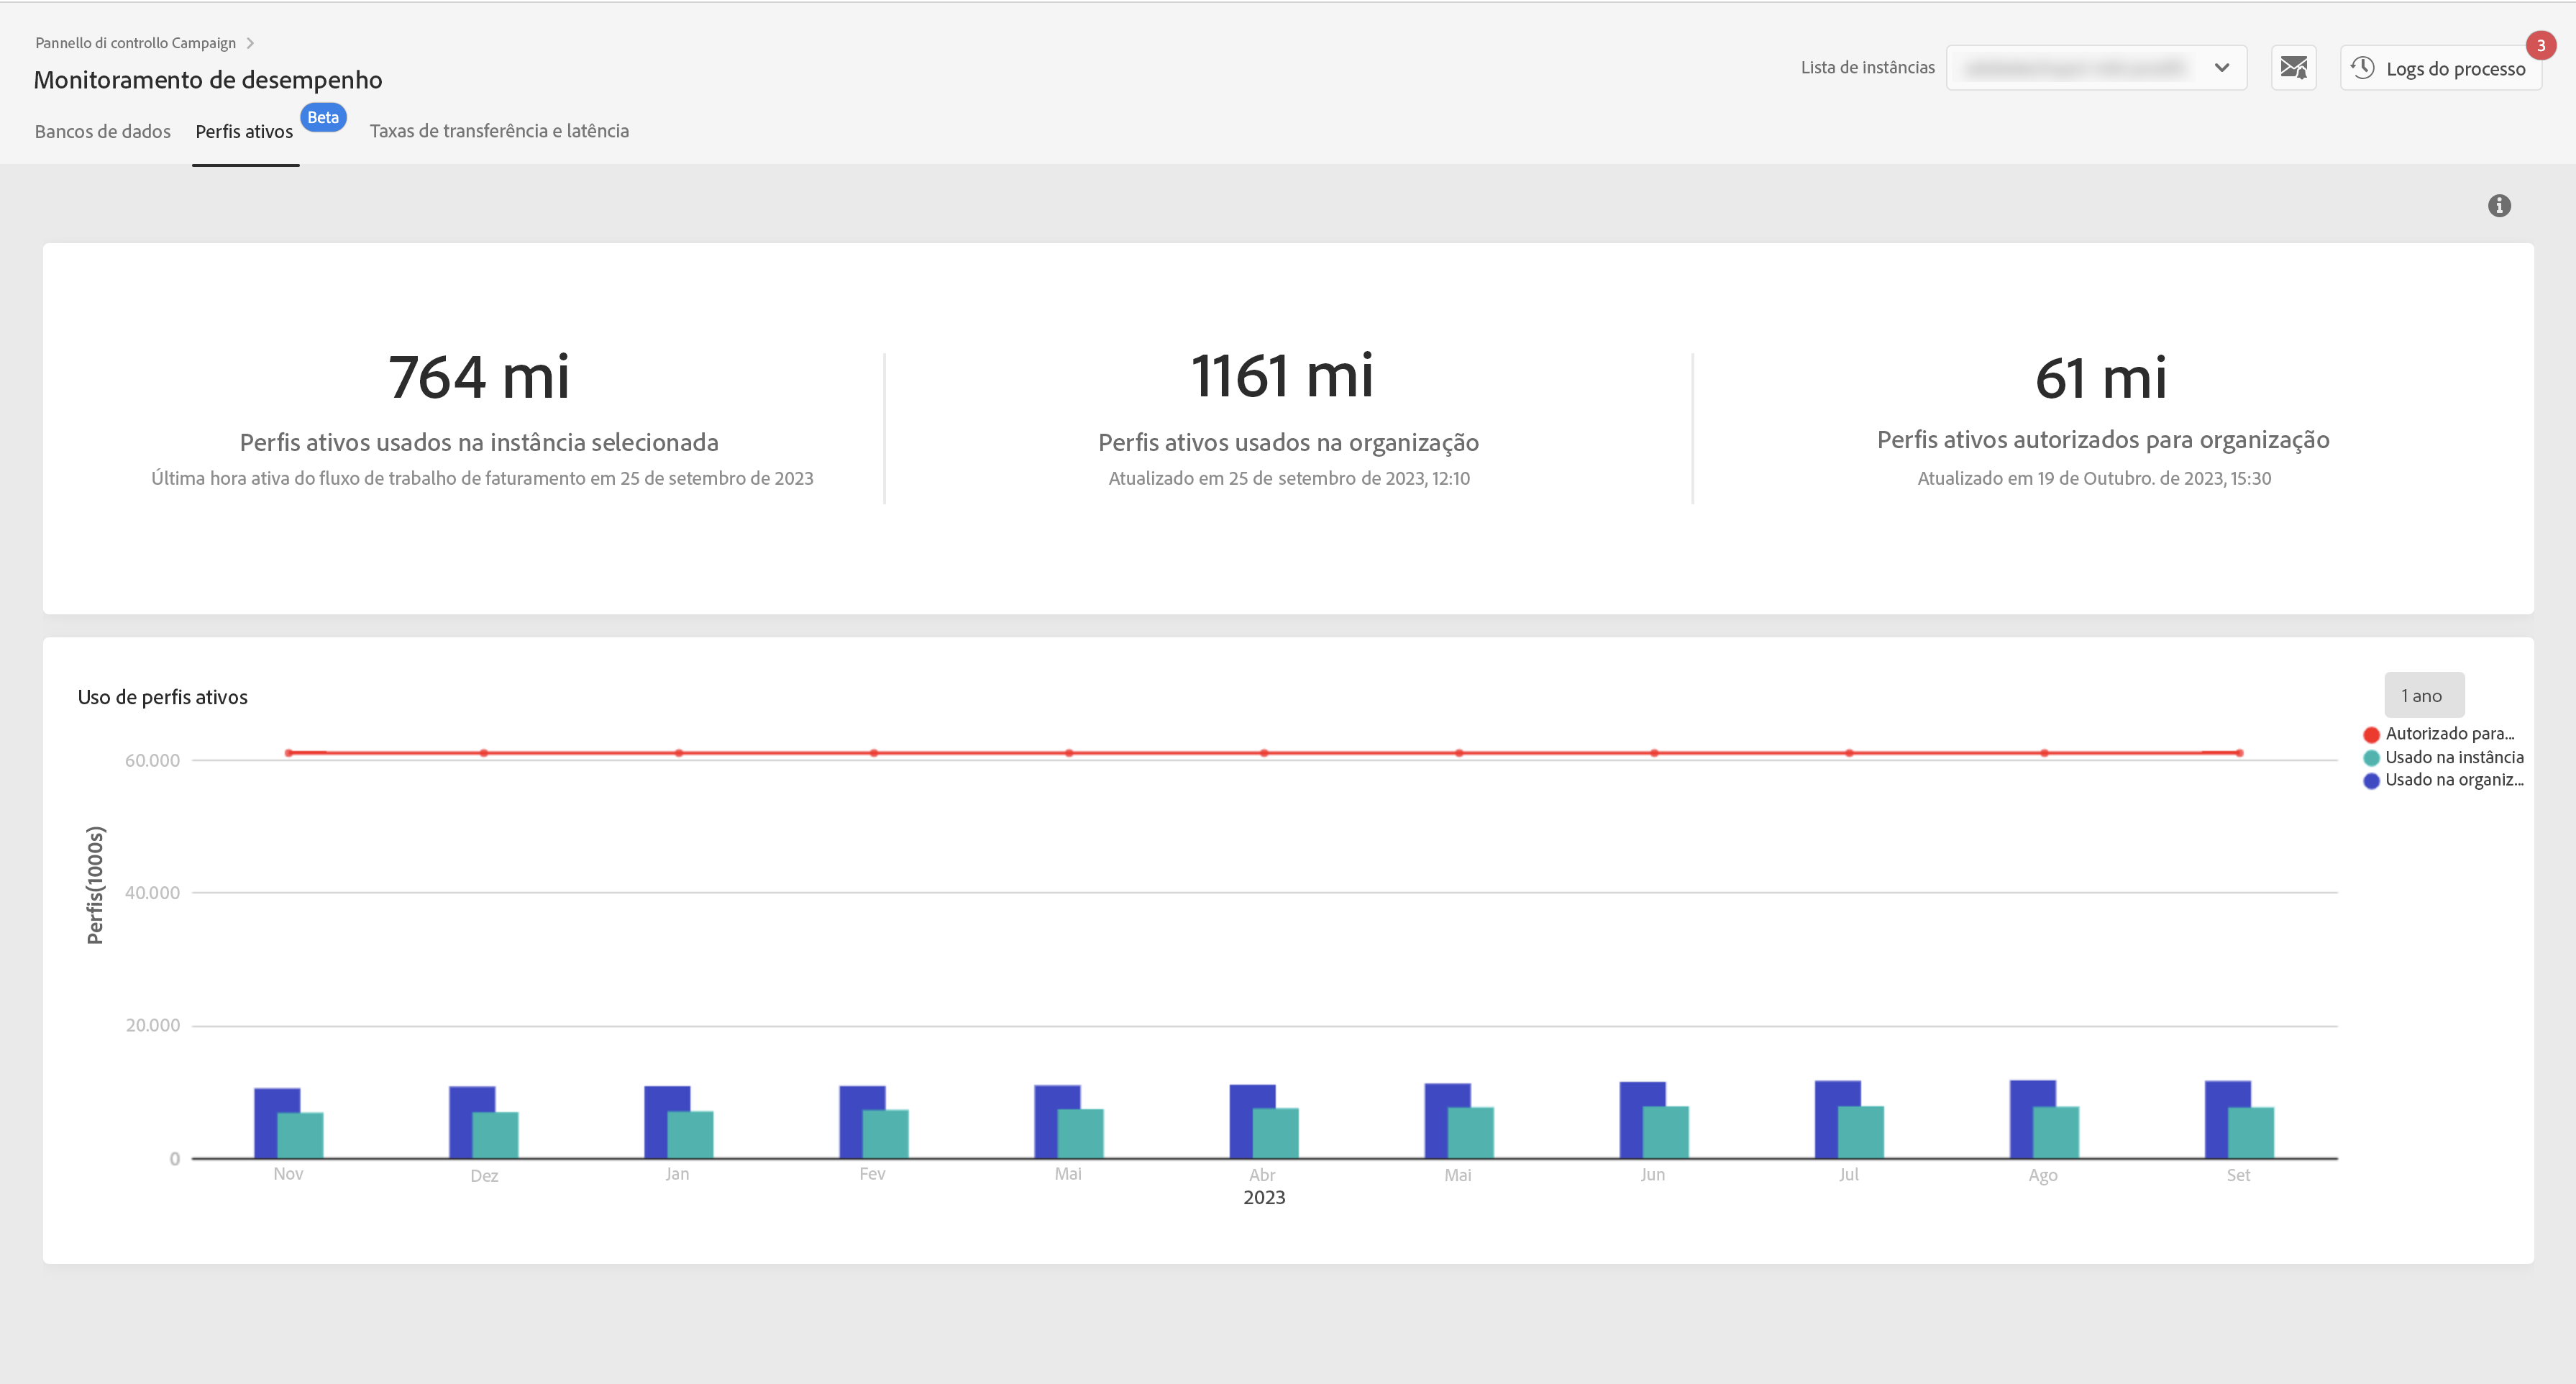 Pannello di controllo Campaign
Monitoramento de desempenho
Lista de instâncias
Logs do processo
3
Bancos de dados
Perfis ativos
Beta
Taxas de transferência e latência
764 mi
Perfis ativos usados na instância selecionada
Última hora ativa do fluxo de trabalho de faturamento em 25 de setembro de 2023
1161 mi
Perfis ativos usados na organização
Atualizado em 25 de setembro de 2023, 12:10
61 mi
Perfis ativos autorizados para organização
Atualizado em 19 de Outubro. de 2023, 15:30
Uso de perfis ativos
1 ano
Autorizado para...
Usado na instância
Usado na organiz...
Perfis(1000s)
60.000
40.000
20.000
0
Nov
Dez
Jan
Fev
Mai
Abr
Mai
Jun
Jul
Ago
Set
2023